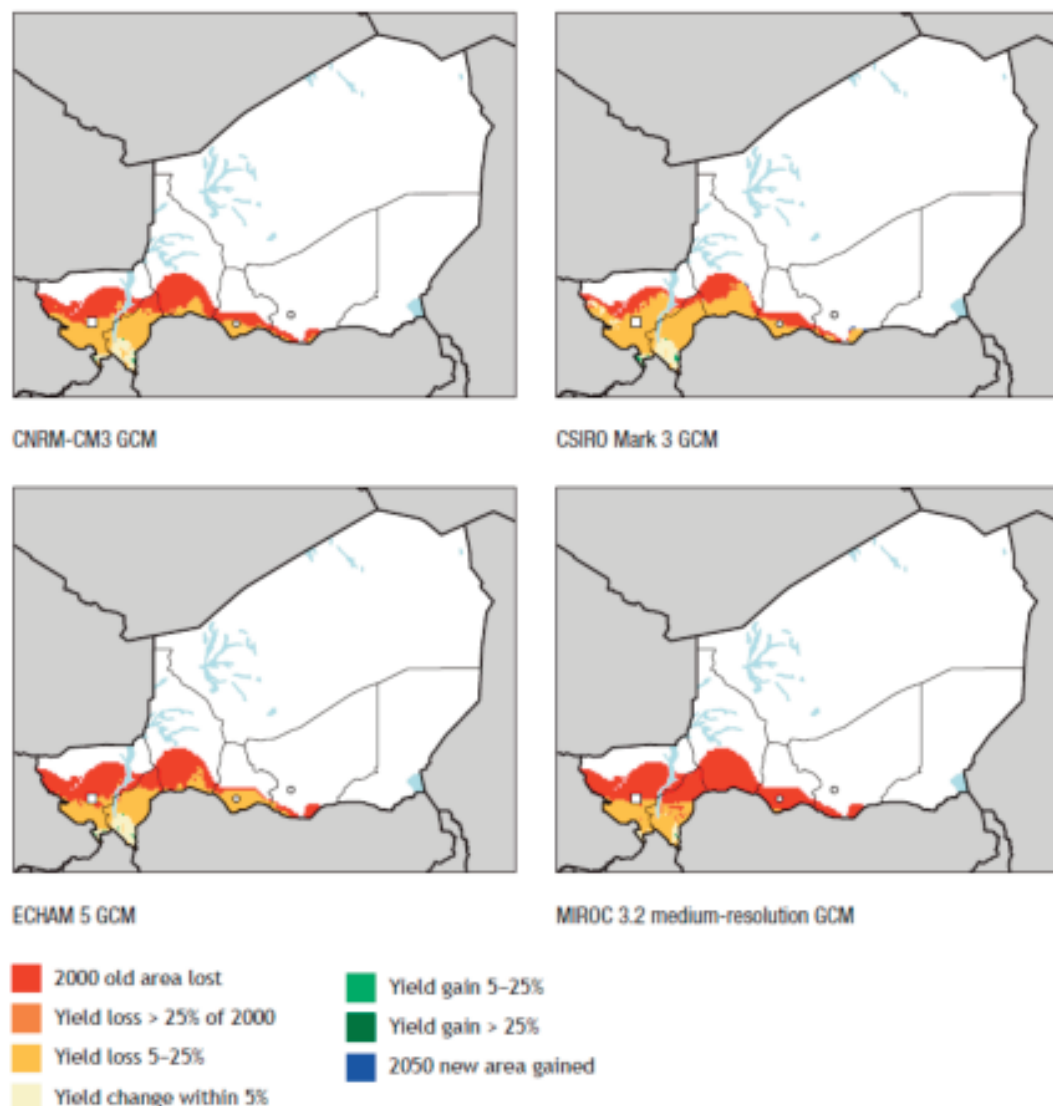 CNRM-CM3 GCM
CSIRO Mark 3 GCM
ECHAM 5 GCM
MIROC 3.2 medium-resolution GCM
2000 old area lost
Yield loss > 25% of 2000
Yield loss 5–25%
Yield change within 5%
Yield gain 5–25%
Yield gain > 25%
2050 new area gained